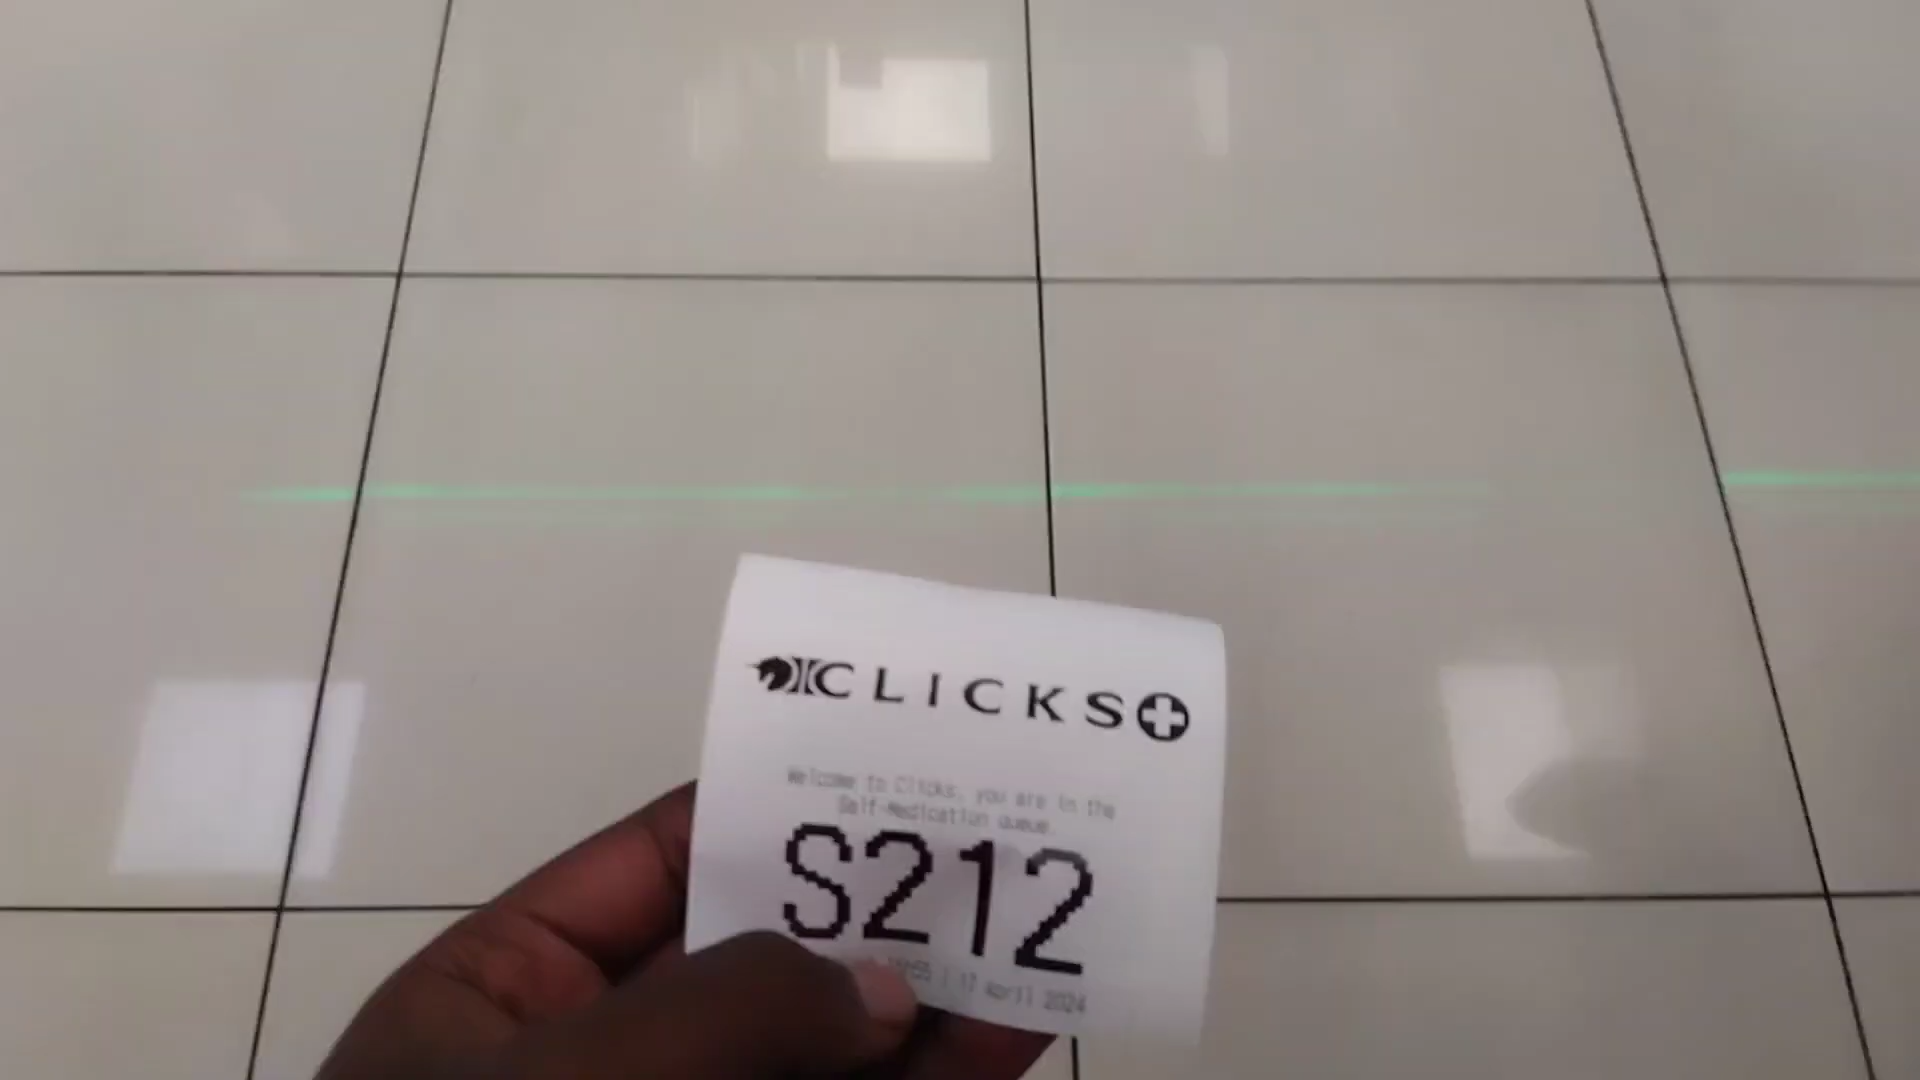 CLICKS
Welcome to Clicks, you are in the
Self-Medication queue.
S212
| 17 April 2024